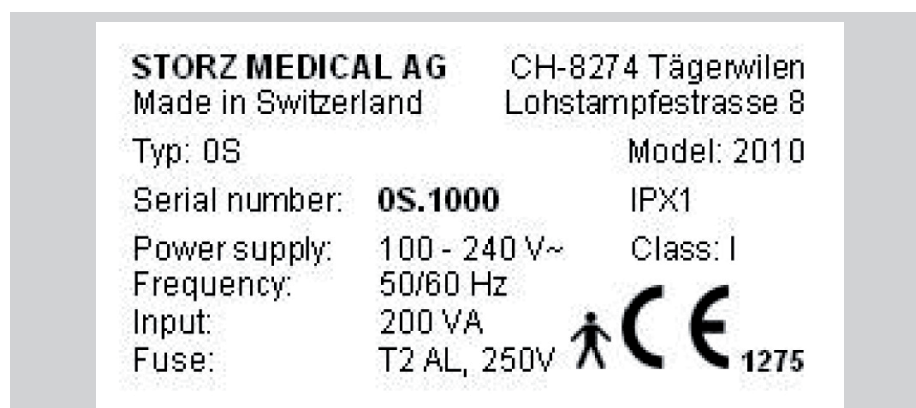 STORZ MEDICAL AG CH-8274 Tägerwilen
Made in Switzerland Lohstampfestrasse 8
Typ: 0S Model: 2010
Serial number: 0S.1000 IPX1
Power supply: 100 - 240 V~ Class: I
Frequency: 50/60 Hz
Input: 200 VA
Fuse: T2 AL, 250V CE 1275